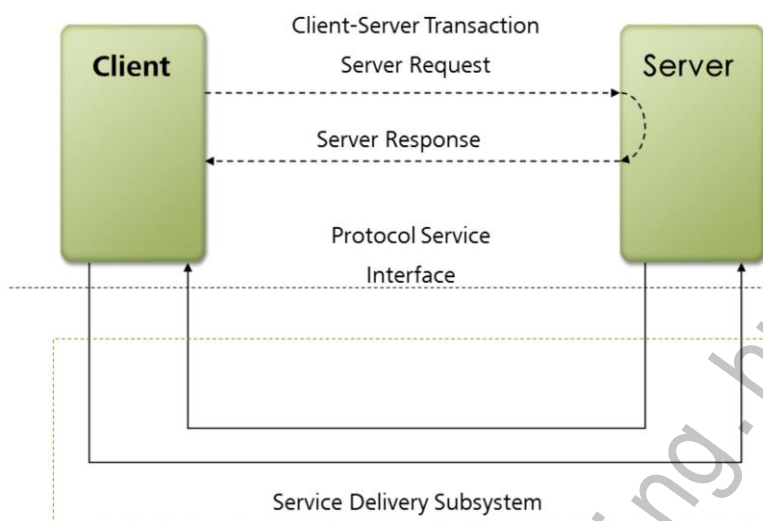 Client-Server Transaction
Client
Server Request
Server
Server Response
Protocol Service
Interface
Service Delivery Subsystem